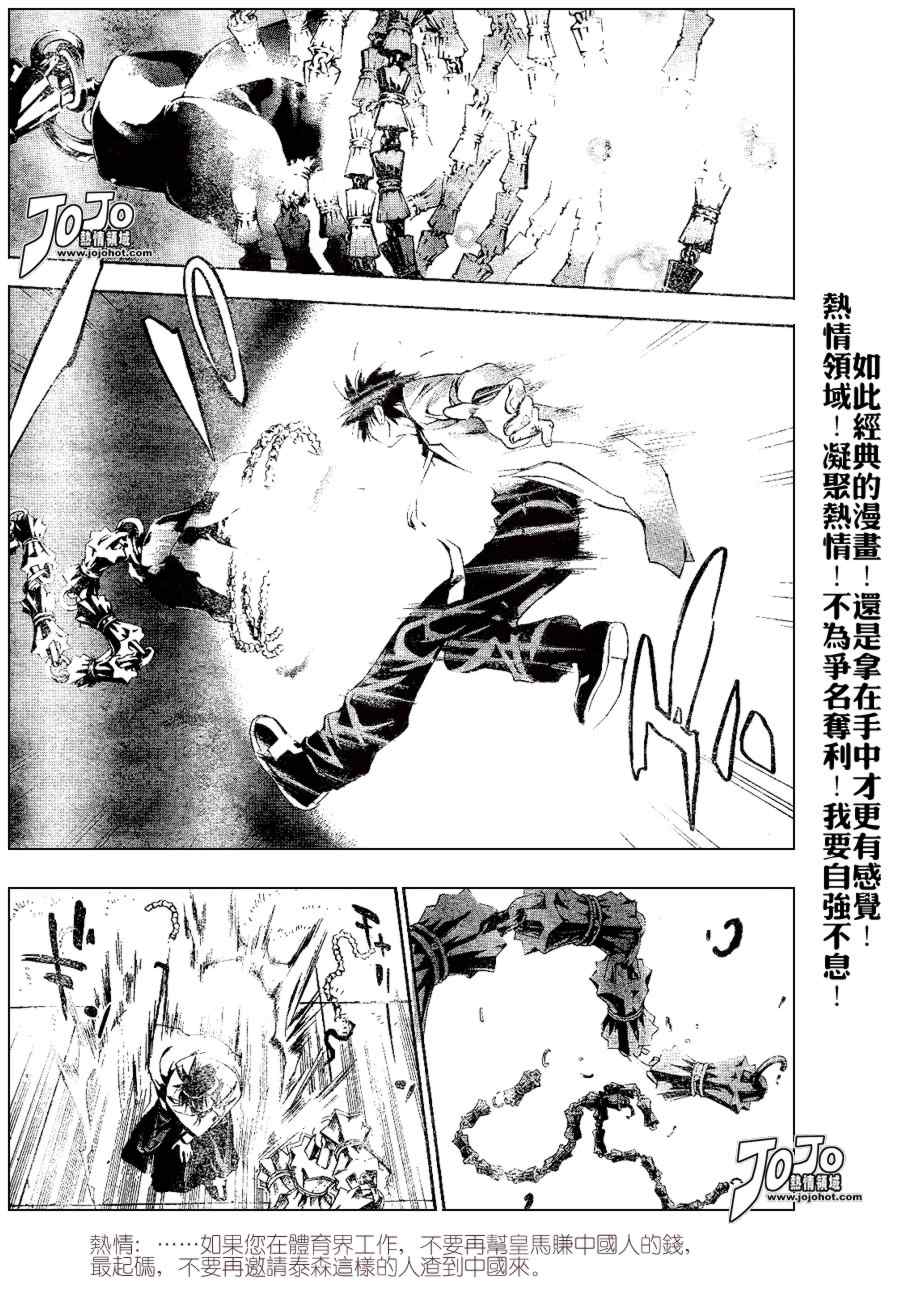 JOJO
熱情領域
www.jojohot.com
如此經典的漫畫！還是拿在手中才更有感覺！
熱情領域！凝聚熱情！不為爭名奪利！我要自強不息！
JOJO
熱情領域
www.jojohot.com
熱情：……如果您在體育界工作，不要再幫皇馬賺中國人的錢，
最起碼，不要再邀請泰森這樣的人渣到中國來。